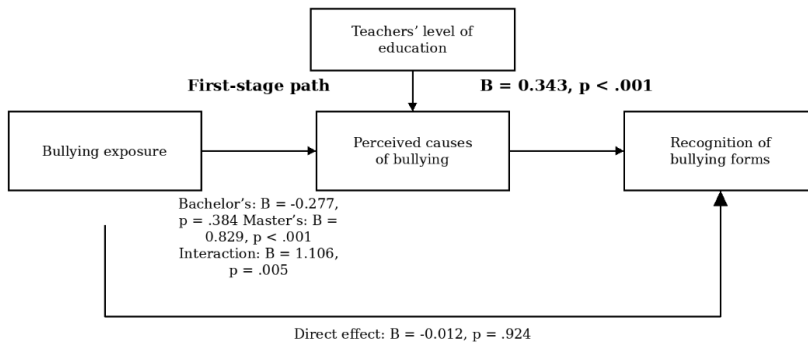 Teachers’ level of
education
First-stage path
B = 0.343, p < .001
Bullying exposure
Perceived causes
of bullying
Recognition of
bullying forms
Bachelor’s: B = -0.277,
p = .384 Master’s: B =
0.829, p < .001
Interaction: B = 1.106,
p = .005
Direct effect: B = -0.012, p = .924